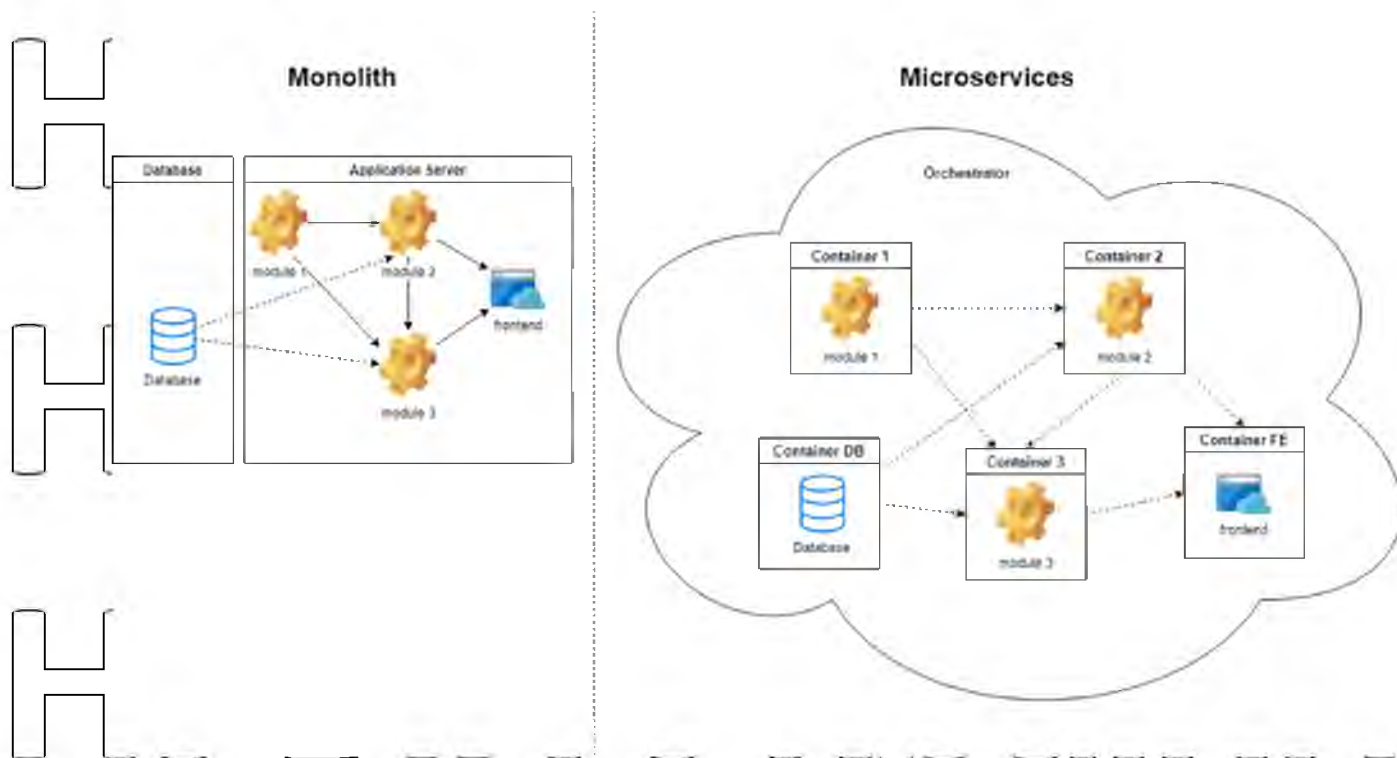 Monolith
Microservices
Database
Application Server
module 1
module 2
Database
frontend
module 3
Orchestrator
Container 1
Container 2
module 1
module 2
Container DB
Container 3
Container FE
Database
module 3
frontend